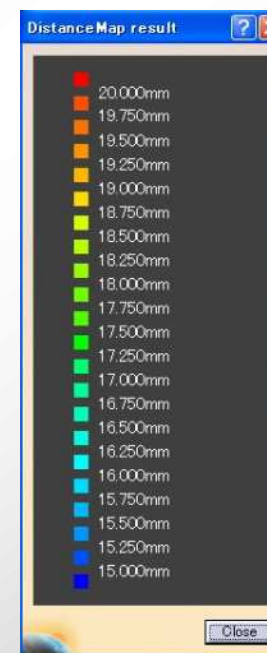 DistanceMap result
20.000mm
19.750mm
19.500mm
19.250mm
19.000mm
18.750mm
18.500mm
18.250mm
18.000mm
17.750mm
17.500mm
17.250mm
17.000mm
16.750mm
16.500mm
16.250mm
16.000mm
15.750mm
15.500mm
15.250mm
15.000mm
Close